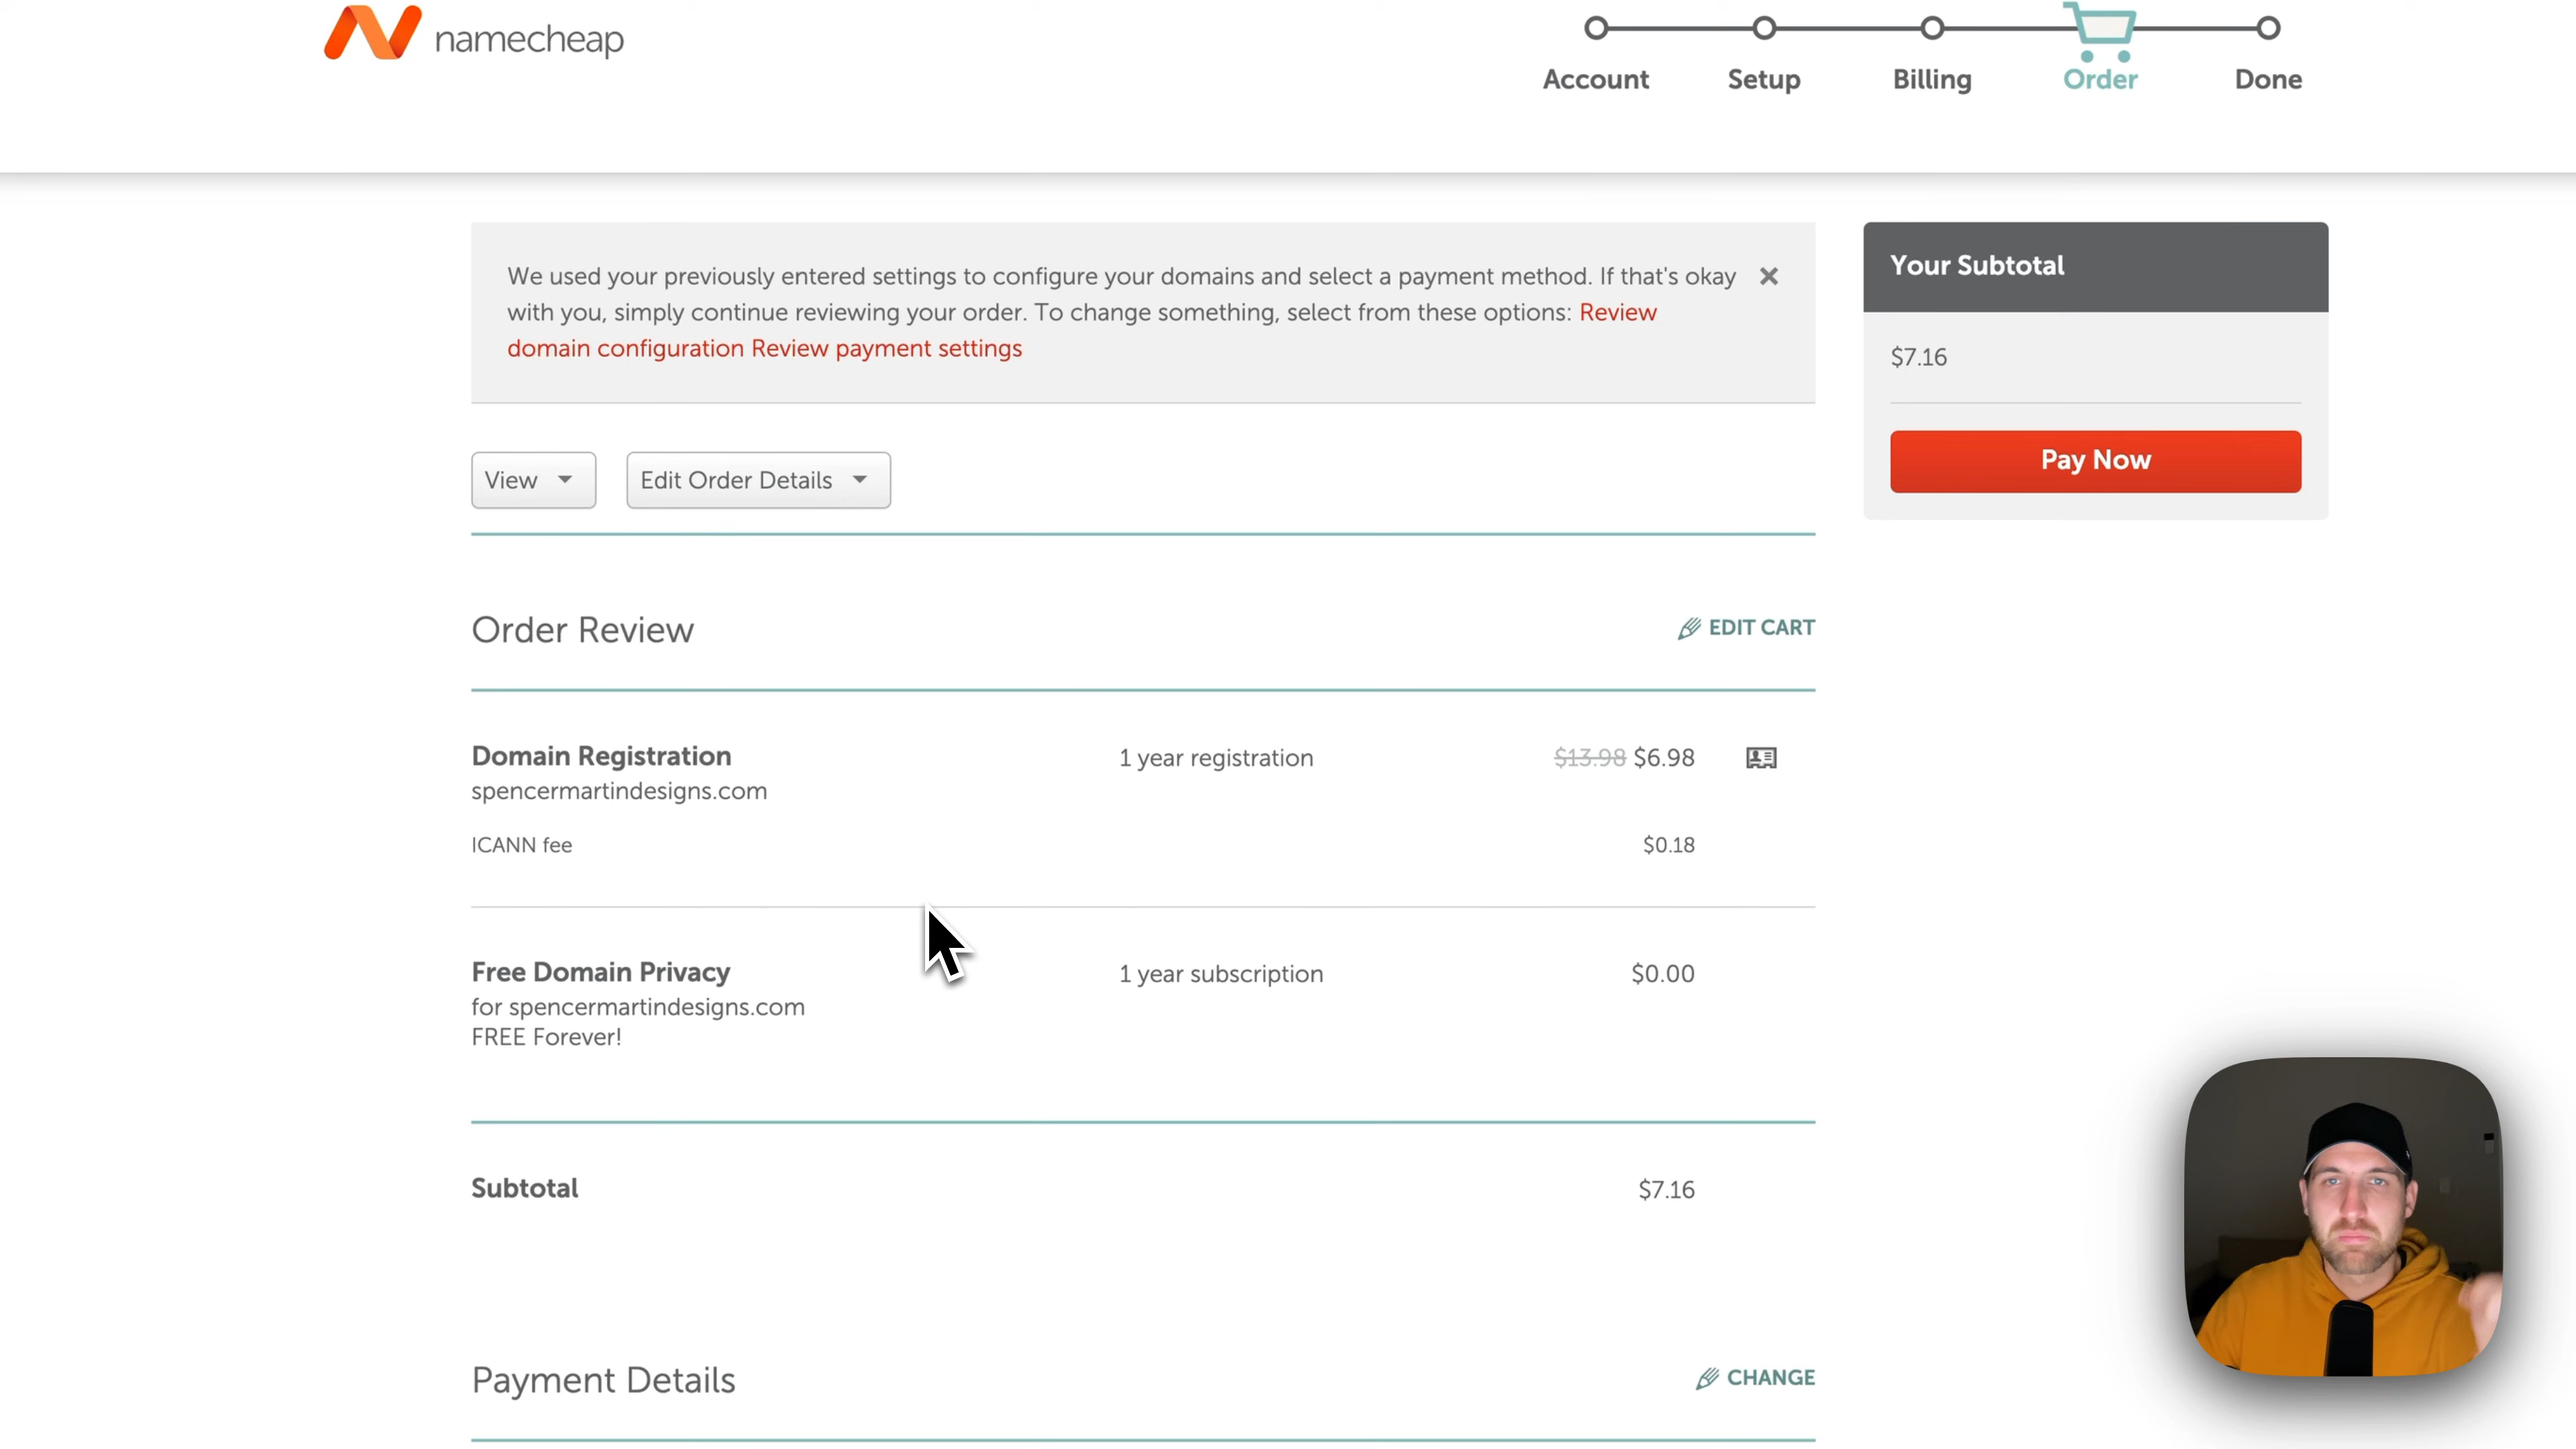 namecheap
Account Setup Billing Order Done
We used your previously entered settings to configure your domains and select a payment method. If that's okay
with you, simply continue reviewing your order. To change something, select from these options: Review
domain configuration Review payment settings
Your Subtotal
$7.16
Pay Now
View Edit Order Details
Order Review EDIT CART
Domain Registration 1 year registration $13.98 $6.98
spencermartindesigns.com
ICANN fee $0.18
Free Domain Privacy 1 year subscription $0.00
for spencermartindesigns.com
FREE Forever!
Subtotal $7.16
Payment Details CHANGE